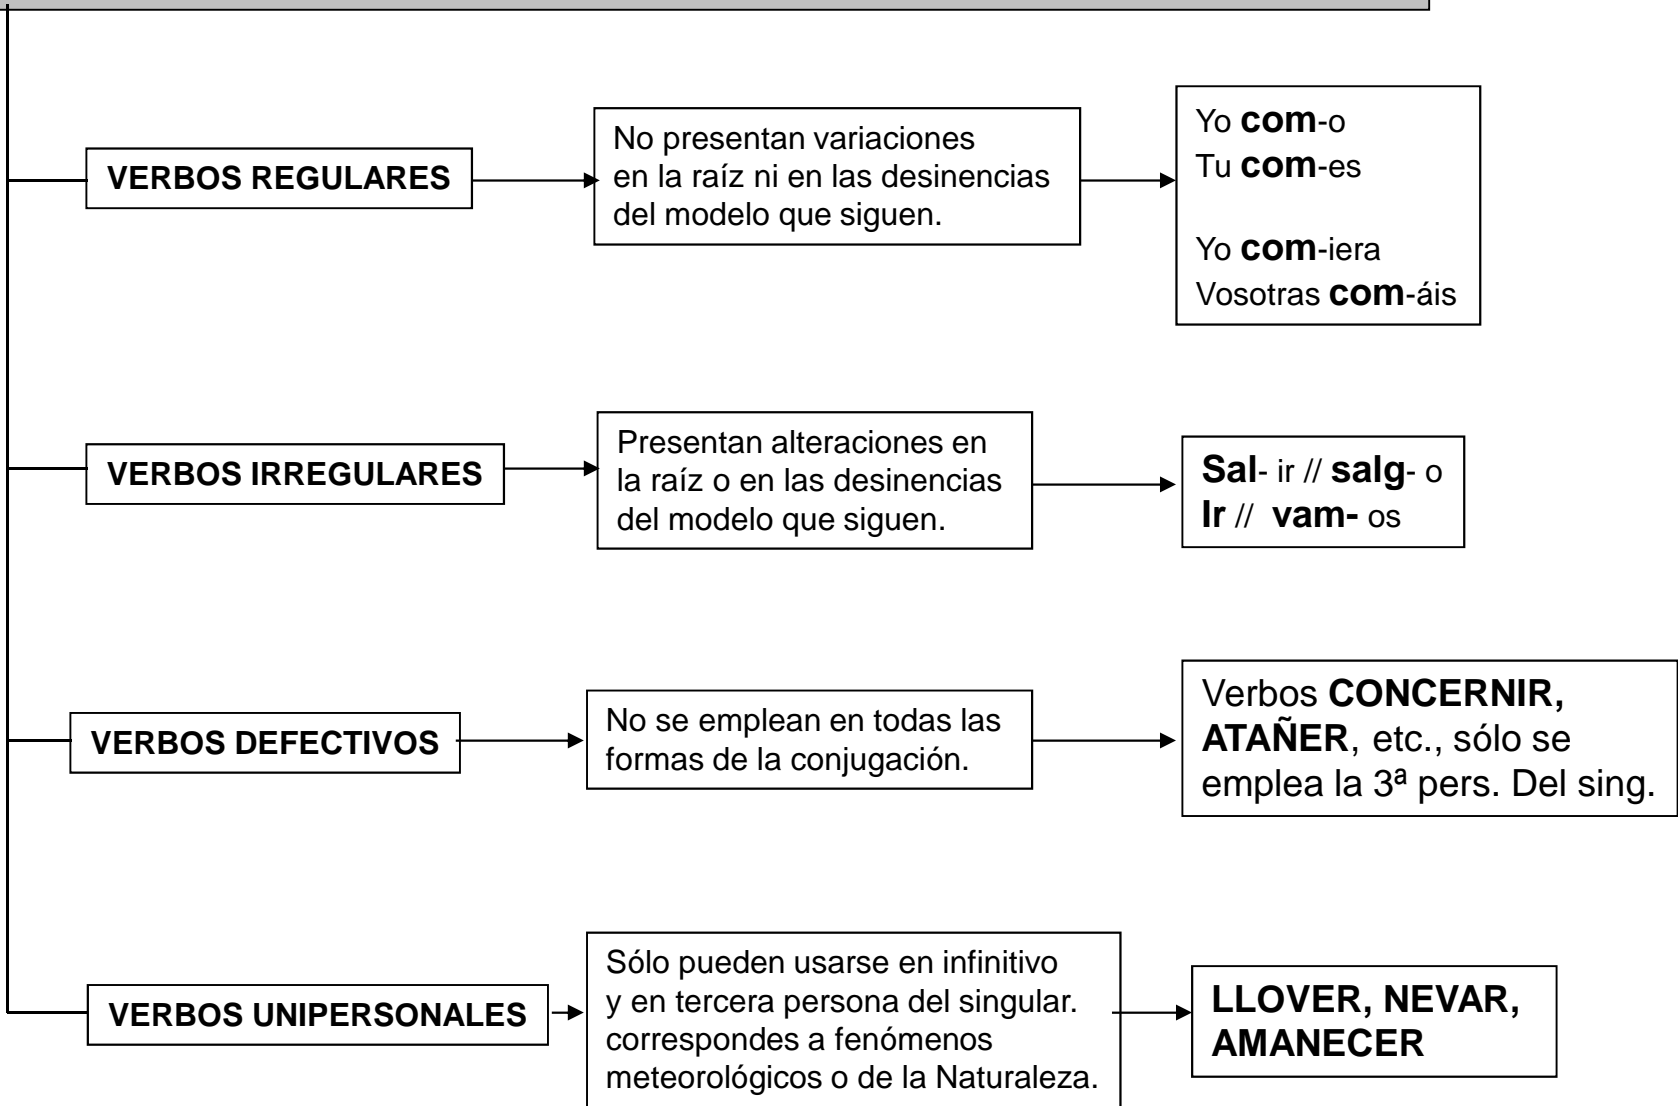 VERBOS REGULARES
No presentan variaciones
en la raíz ni en las desinencias
del modelo que siguen.
Yo com-o
Tu com-es
Yo com-iera
Vosotras com-áis
VERBOS IRREGULARES
Presentan alteraciones en
la raíz o en las desinencias
del modelo que siguen.
Sal- ir // salg- o
Ir // vam- os
VERBOS DEFECTIVOS
No se emplean en todas las
formas de la conjugación.
Verbos CONCERNIR,
ATAÑER, etc., sólo se
emplea la 3ª pers. Del sing.
VERBOS UNIPERSONALES
Sólo pueden usarse en infinitivo
y en tercera persona del singular.
correspondes a fenómenos
meteorológicos o de la Naturaleza.
LLOVER, NEVAR,
AMANECER